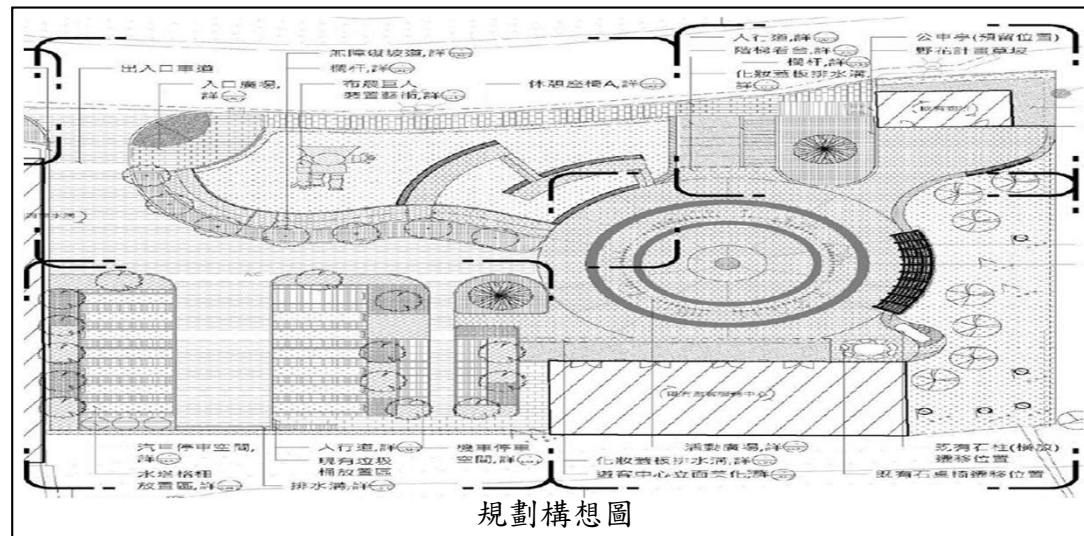 無障礙坡道,詳
欄杆,詳
出入口車道
入口廣場,
詳
布農巨人
裝置藝術,詳
休憩座椅A,詳
人行道,詳
階梯看台,詳
欄杆,詳
化妝蓋板排水溝,
詳
公車亭(預留位置)
野花計畫草坡
AC
汽車停車空間,
詳
水塔格柵
放置區,詳
人行道,詳
現有垃圾
桶放置區
排水溝,詳
機車停車
空間,詳
活動廣場,詳
化妝蓋板排水溝,詳
遊客中心立面美化,詳
既有石柱(橫放)
遷移位置
既有石桌椅遷移位置
規劃構想圖